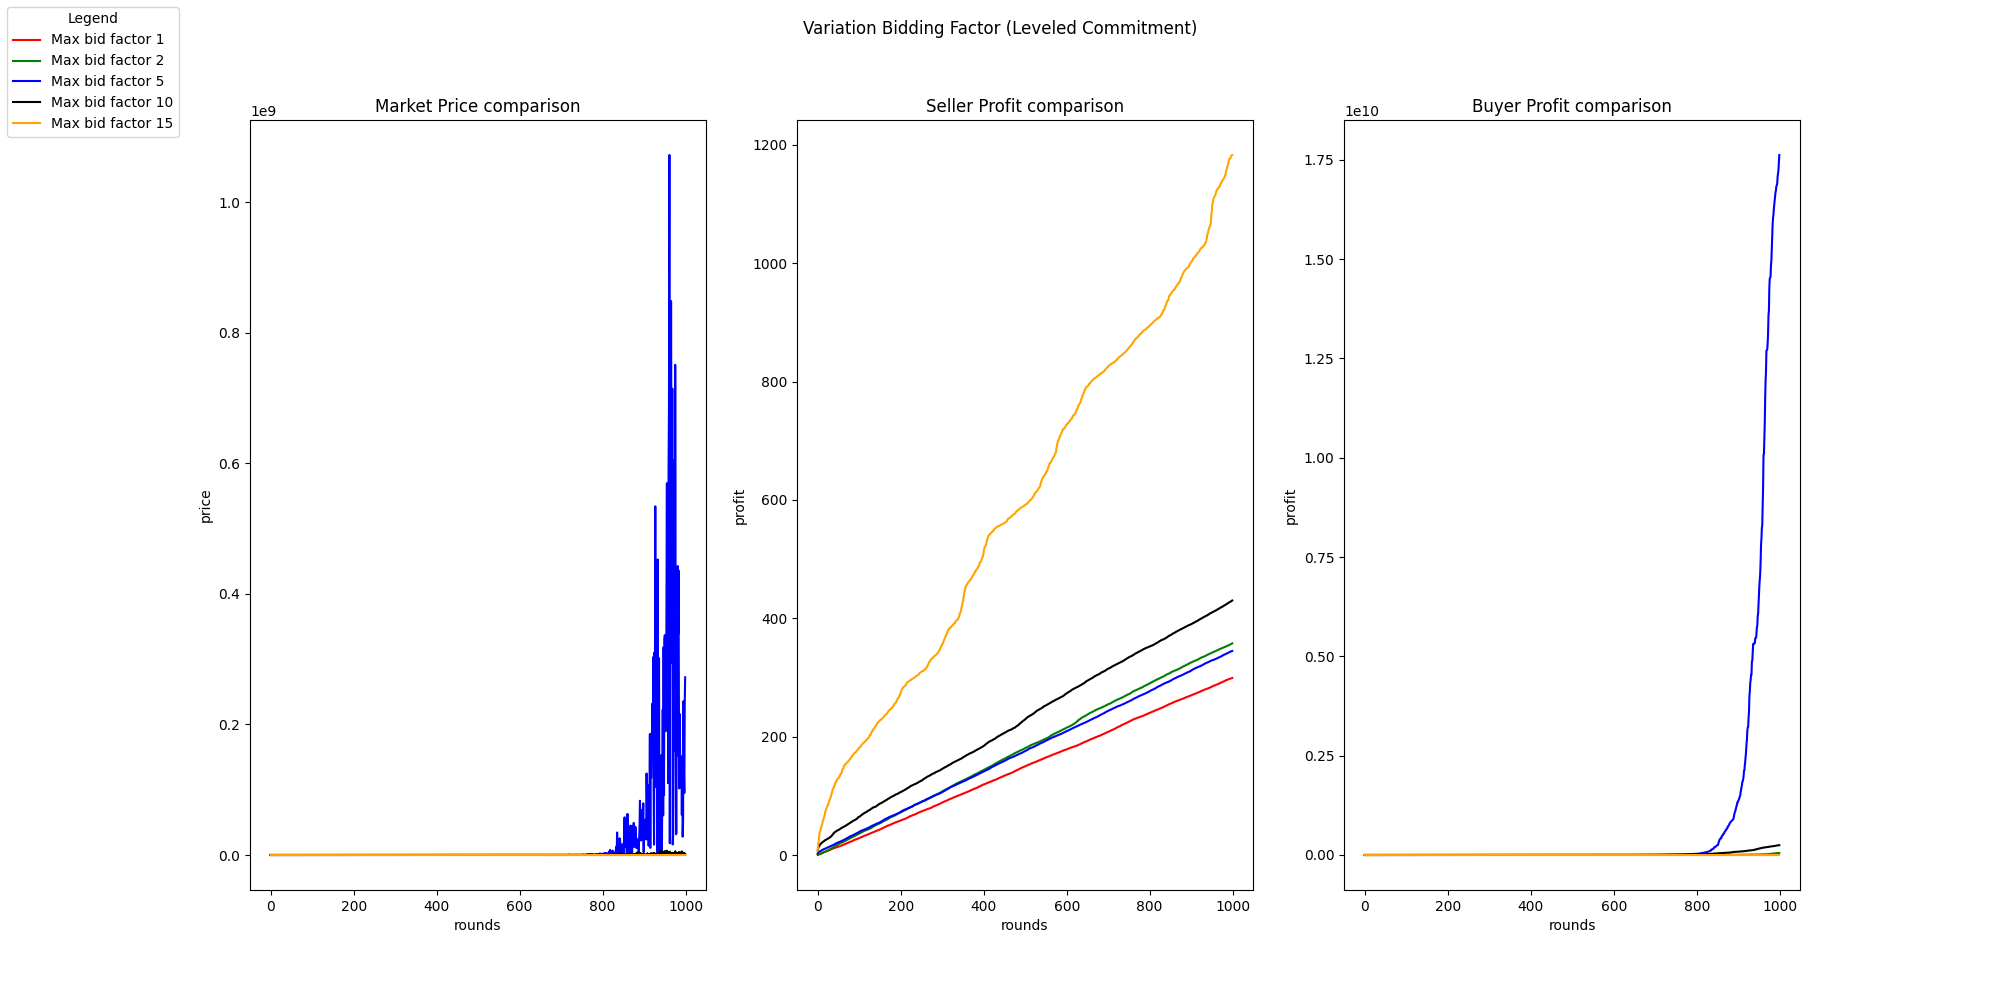 Legend
Max bid factor 1
Max bid factor 2
Max bid factor 5
Max bid factor 10
Max bid factor 15
Variation Bidding Factor (Leveled Commitment)
Market Price comparison
1e9
1.0
0.8
0.6
0.4
0.2
0.0
price
0 200 400 600 800 1000
rounds
Seller Profit comparison
1200
1000
800
600
400
200
0
profit
0 200 400 600 800 1000
rounds
Buyer Profit comparison
1e10
1.75
1.50
1.25
1.00
0.75
0.50
0.25
0.00
profit
0 200 400 600 800 1000
rounds